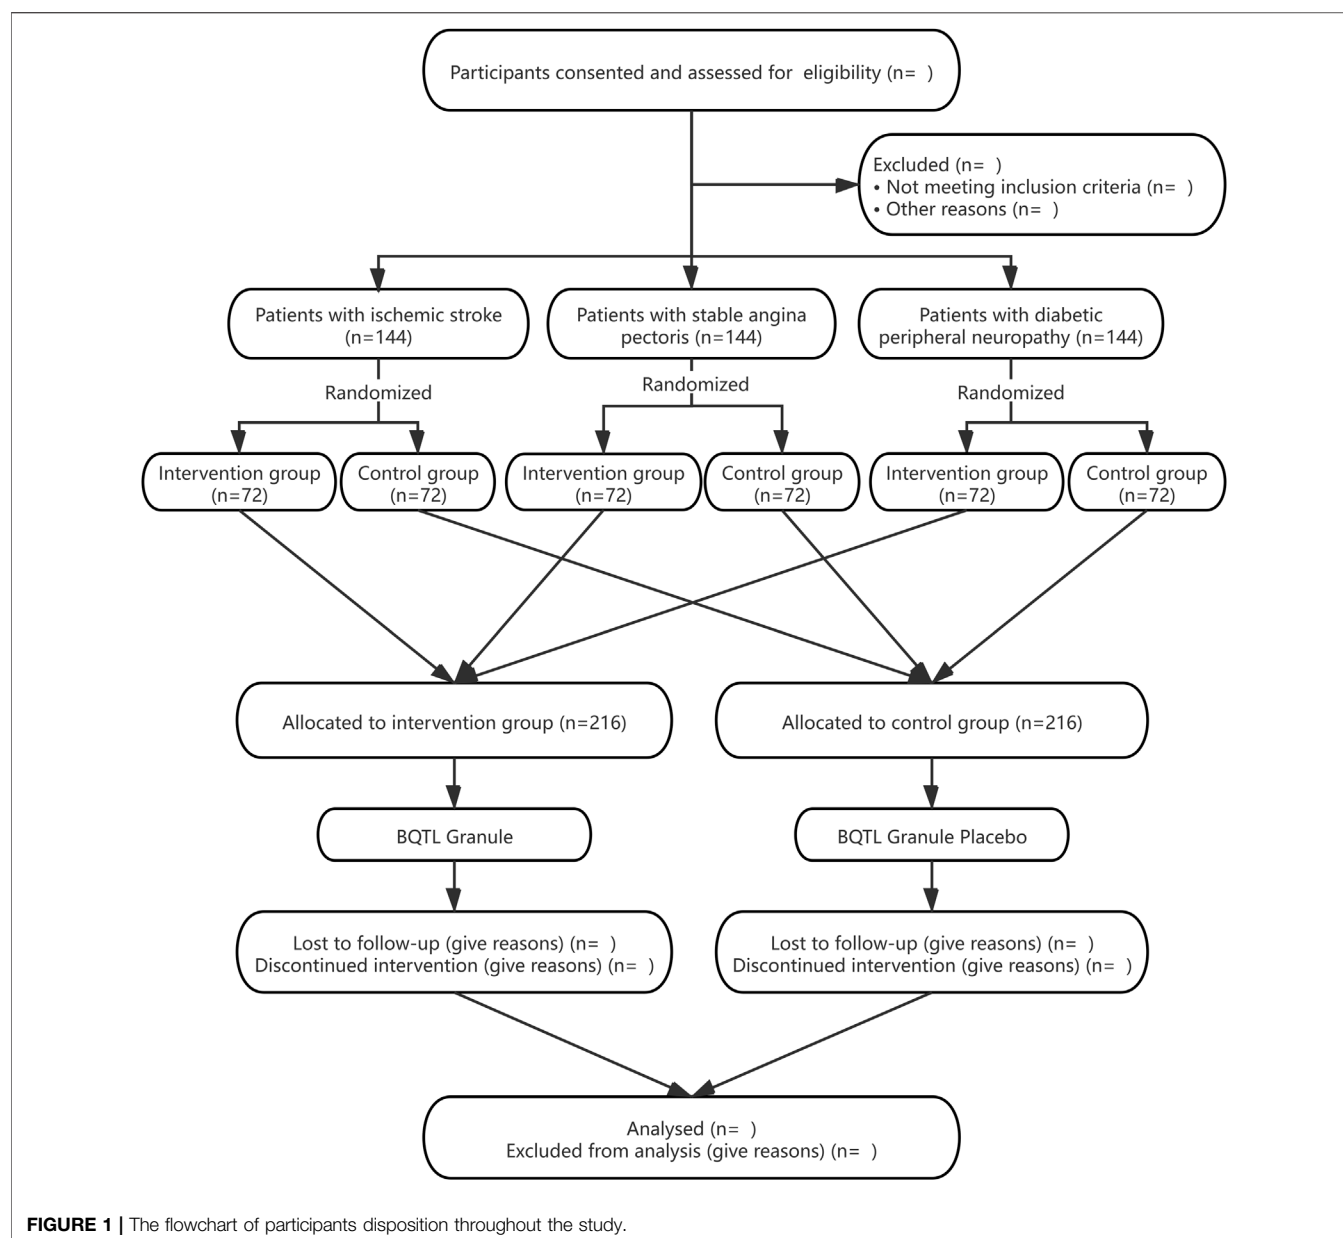 Participants consented and assessed for eligibility (n= )
Excluded (n= )
• Not meeting inclusion criteria (n= )
• Other reasons (n= )
Patients with ischemic stroke
(n=144)
Patients with stable angina
pectoris (n=144)
Patients with diabetic
peripheral neuropathy (n=144)
Randomized
Randomized
Randomized
Intervention group
(n=72)
Control group
(n=72)
Intervention group
(n=72)
Control group
(n=72)
Intervention group
(n=72)
Control group
(n=72)
Allocated to intervention group (n=216)
Allocated to control group (n=216)
BQTL Granule
BQTL Granule Placebo
Lost to follow-up (give reasons) (n= )
Discontinued intervention (give reasons) (n= )
Lost to follow-up (give reasons) (n= )
Discontinued intervention (give reasons) (n= )
Analysed (n= )
Excluded from analysis (give reasons) (n= )
FIGURE 1 | The flowchart of participants disposition throughout the study.